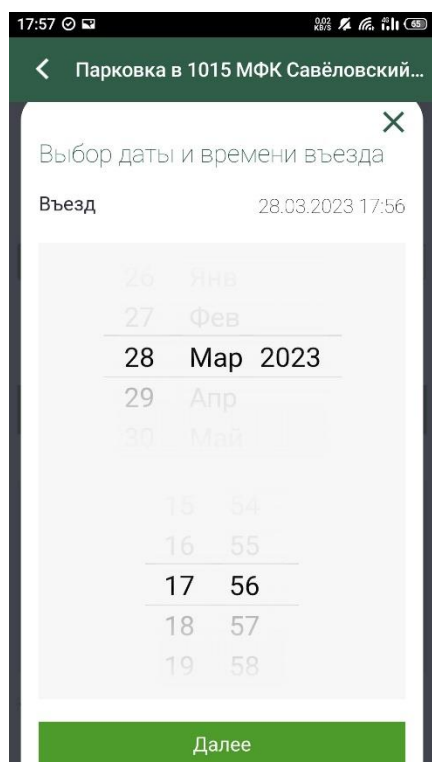 17:57 0.02 KB/S 4G 65
Парковка в 1015 МФК Савёловский...
Выбор даты и времени въезда
Въезд 28.03.2023 17:56
26 Янв
27 Фев
28 Мар 2023
29 Апр
30 Май
15 54
16 55
17 56
18 57
19 58
Далее